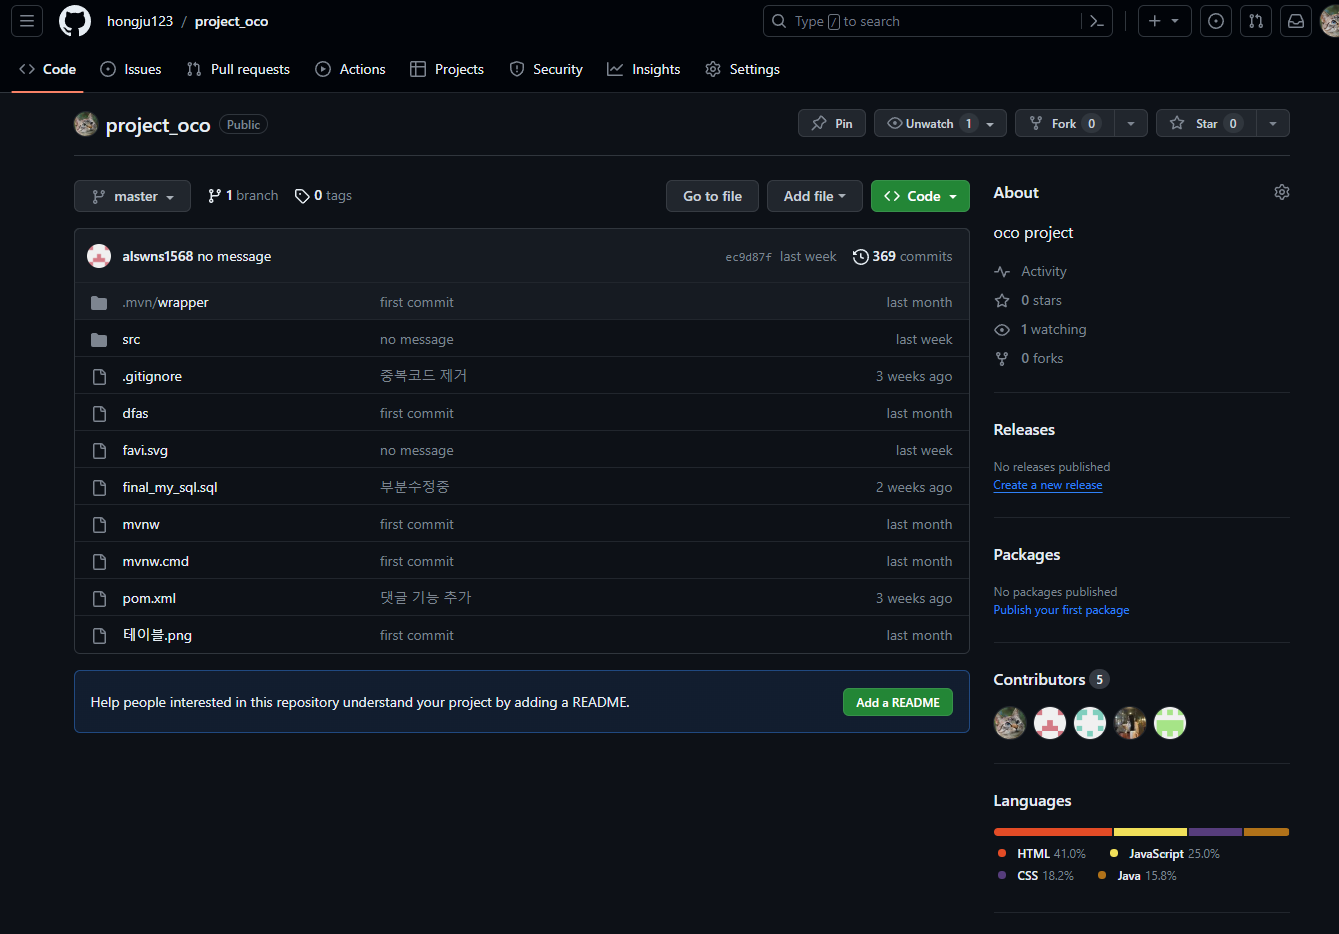 hongju123 / project_oco
Type / to search
Code Issues Pull requests Actions Projects Security Insights Settings
project_oco Public
Pin Unwatch 1 Fork 0 Star 0
master 1 branch 0 tags Go to file Add file Code
alswns1568 no message ec9d87f last week 369 commits
.mvn/wrapper first commit last month
src no message last week
.gitignore 중복코드 제거 3 weeks ago
dfas first commit last month
favi.svg no message last week
final_my_sql.sql 부분수정중 2 weeks ago
mvnw first commit last month
mvnw.cmd first commit last month
pom.xml 댓글 기능 추가 3 weeks ago
테이블.png first commit last month
Help people interested in this repository understand your project by adding a README. Add a README
About
oco project
Activity
0 stars
1 watching
0 forks
Releases
No releases published
Create a new release
Packages
No packages published
Publish your first package
Contributors 5
Languages
HTML 41.0% JavaScript 25.0%
CSS 18.2% Java 15.8%